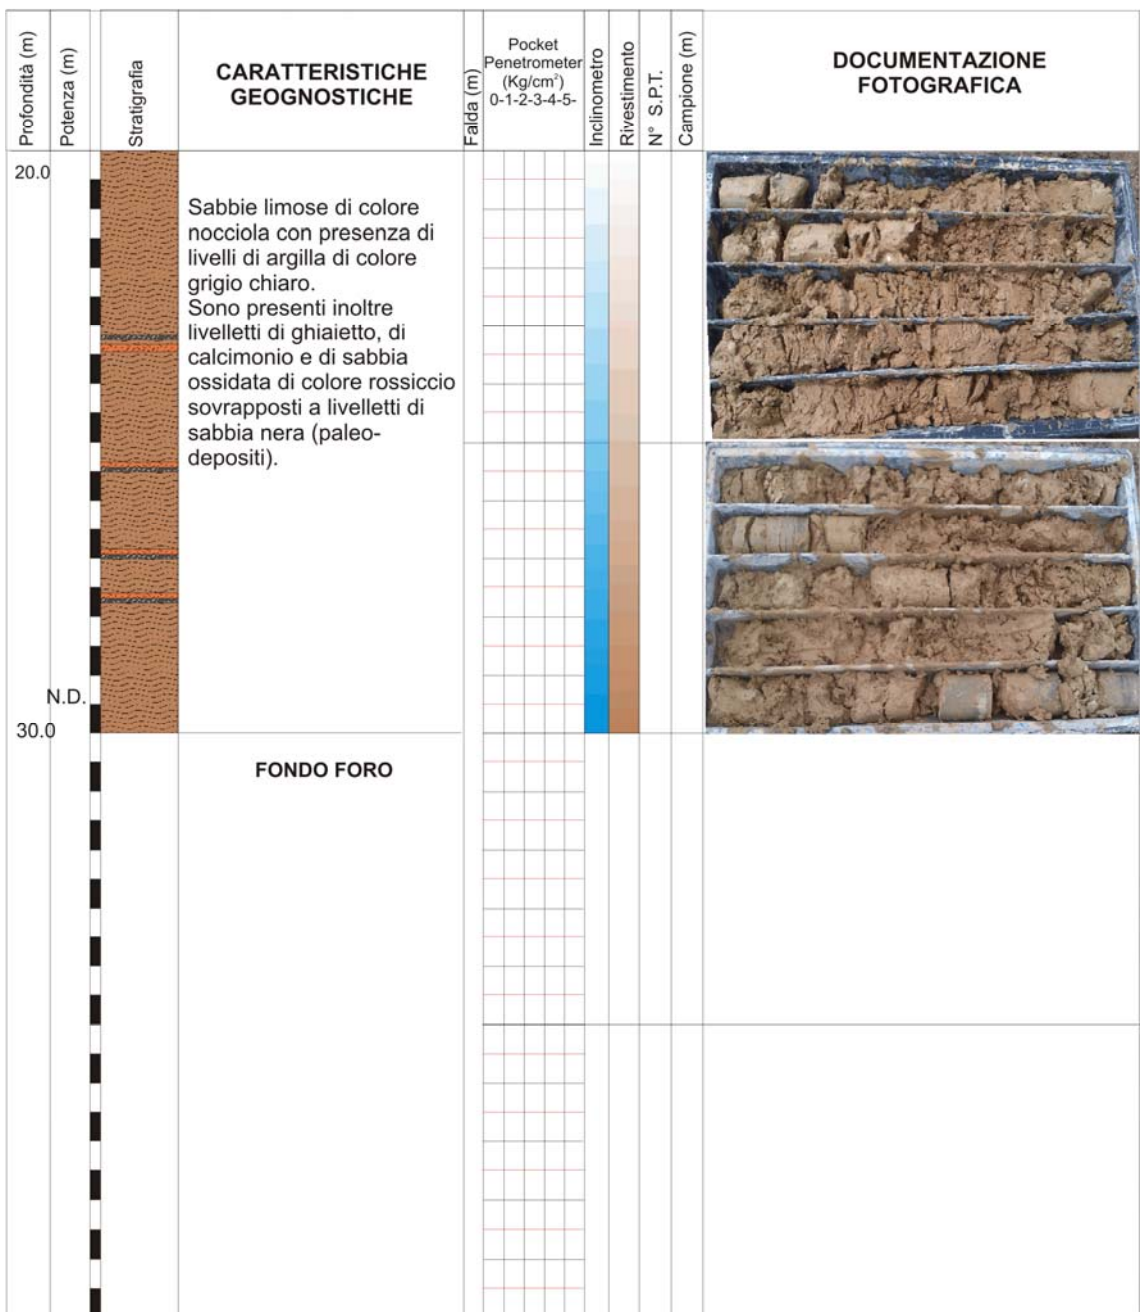 Profondità (m)
Potenza (m)
Stratigrafia
CARATTERISTICHE
GEOGNOSTICHE
Falda (m)
Pocket
Penetrometer
(Kg/cm²)
0-1-2-3-4-5-
Inclinometro
Rivestimento
N° S.P.T.
Campione (m)
DOCUMENTAZIONE
FOTOGRAFICA
20.0
Sabbie limose di colore
nocciola con presenza di
livelli di argilla di colore
grigio chiaro.
Sono presenti inoltre
livelletti di ghiaietto, di
calcimonio e di sabbia
ossidata di colore rossiccio
sovrapposti a livelletti di
sabbia nera (paleo-
depositi).
N.D.
30.0
FONDO FORO